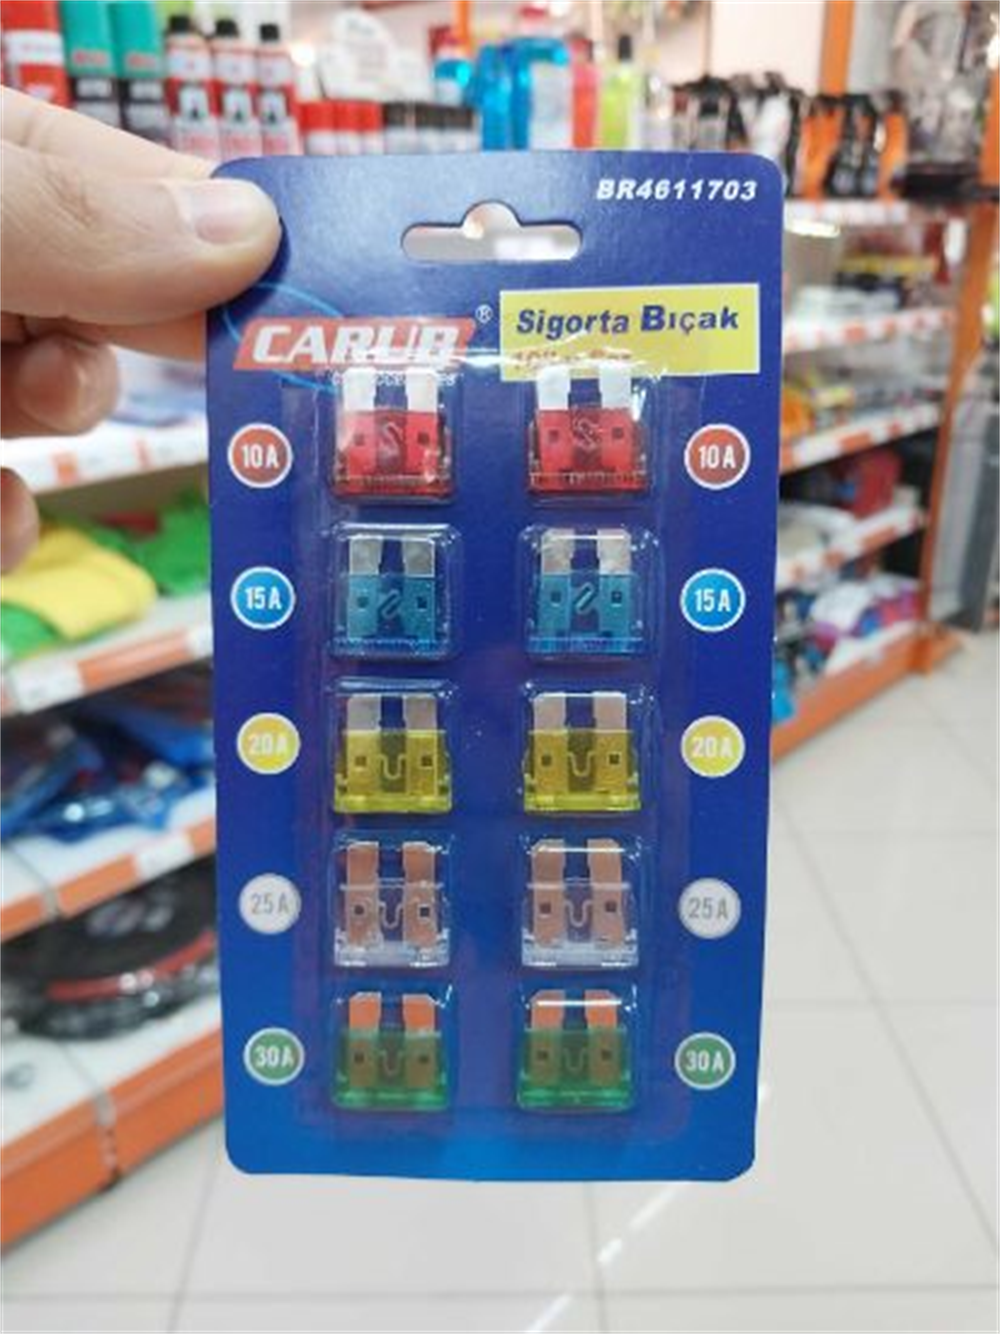 BR4611703
CARUB®
Sigorta Bıçak
10A 10A
15A 15A
20A 20A
25A 25A
30A 30A